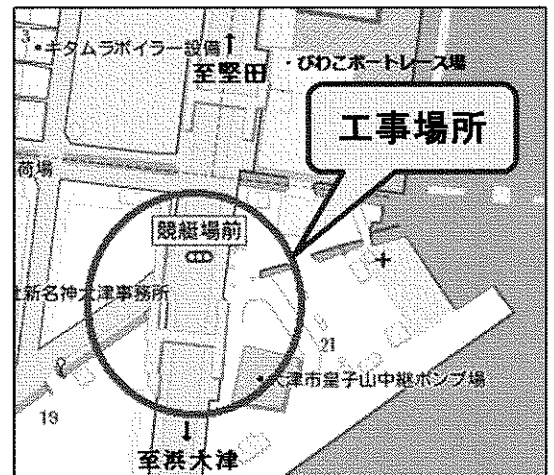 3
・キタムラボイラー設備
至堅田
・びわこボートレース場
工事場所
荷場
競艇場前
社新名神大津事務所
21
大津市皇子山中継ポンプ場
19
至浜大津